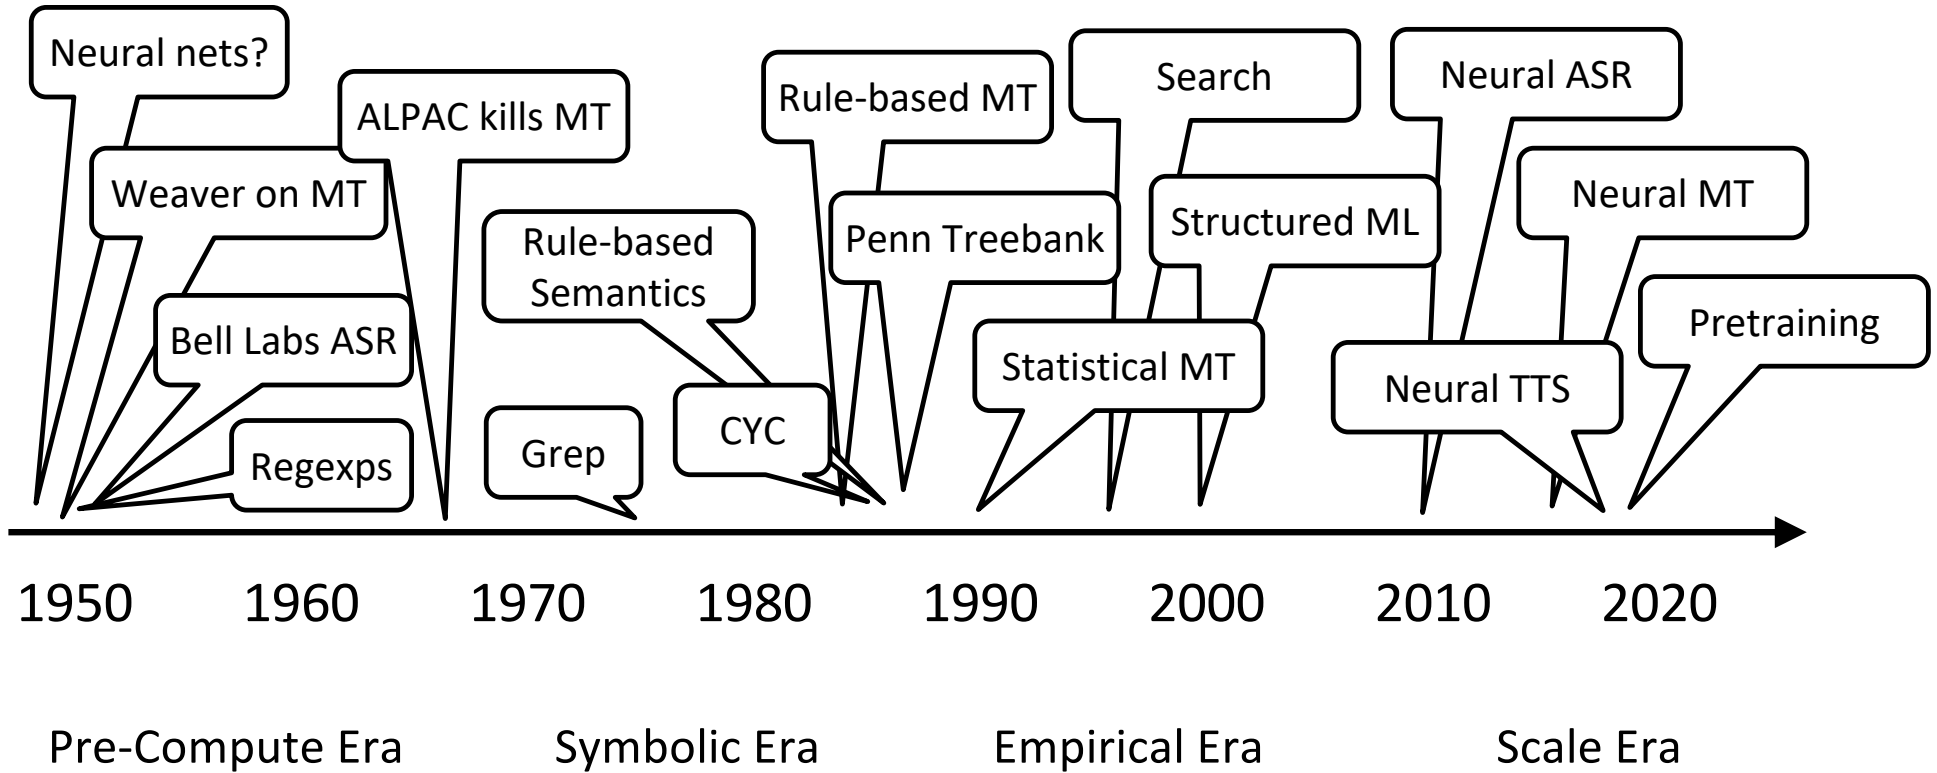 Neural nets?
Weaver on MT
Bell Labs ASR
Regexps
ALPAC kills MT
Rule-based
Semantics
Grep
CYC
Rule-based MT
Penn Treebank
Statistical MT
Search
Structured ML
Neural ASR
Neural TTS
Neural MT
Pretraining
1950 1960 1970 1980 1990 2000 2010 2020
Pre-Compute Era Symbolic Era Empirical Era Scale Era